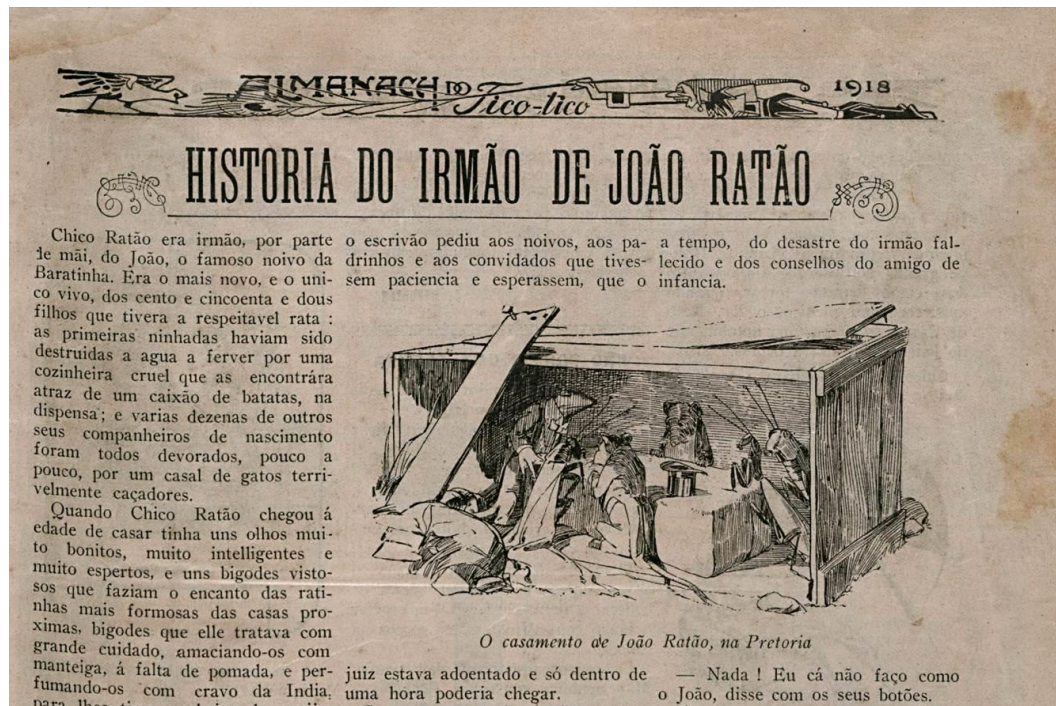 ALMANACH DO Tico-tico 1918
HISTORIA DO IRMÃO DE JOÃO RATÃO
Chico Ratão era irmão, por parte
de mãi, do João, o famoso noivo da
Baratinha. Era o mais novo, e o uni-
co vivo, dos cento e cincoenta e dous
filhos que tivera a respeitavel rata :
as primeiras ninhadas haviam sido
destruidas a agua a ferver por uma
cozinheira cruel que as encontrára
atraz de um caixão de batatas, na
dispensa; e varias dezenas de outros
seus companheiros de nascimento
foram todos devorados, pouco a
pouco, por um casal de gatos terri-
velmente caçadores.
Quando Chico Ratão chegou á
edade de casar tinha uns olhos mui-
to bonitos, muito intelligentes e
muito espertos, e uns bigodes visto-
sos que faziam o encanto das rati-
nhas mais formosas das casas pro-
ximas, bigodes que elle tratava com
grande cuidado, amaciando-os com
manteiga, á falta de pomada, e per-
fumando-os com cravo da India,
o escrivão pediu aos noivos, aos pa-
drinhos e aos convidados que tives-
sem paciencia e esperassem, que o
O casamento de João Ratão, na Pretoria
juiz estava adoentado e só dentro de
uma hora poderia chegar.
a tempo, do desastre do irmão fal-
lecido e dos conselhos do amigo de
infancia.
— Nada ! Eu cá não faço como
o João, disse com os seus botões.